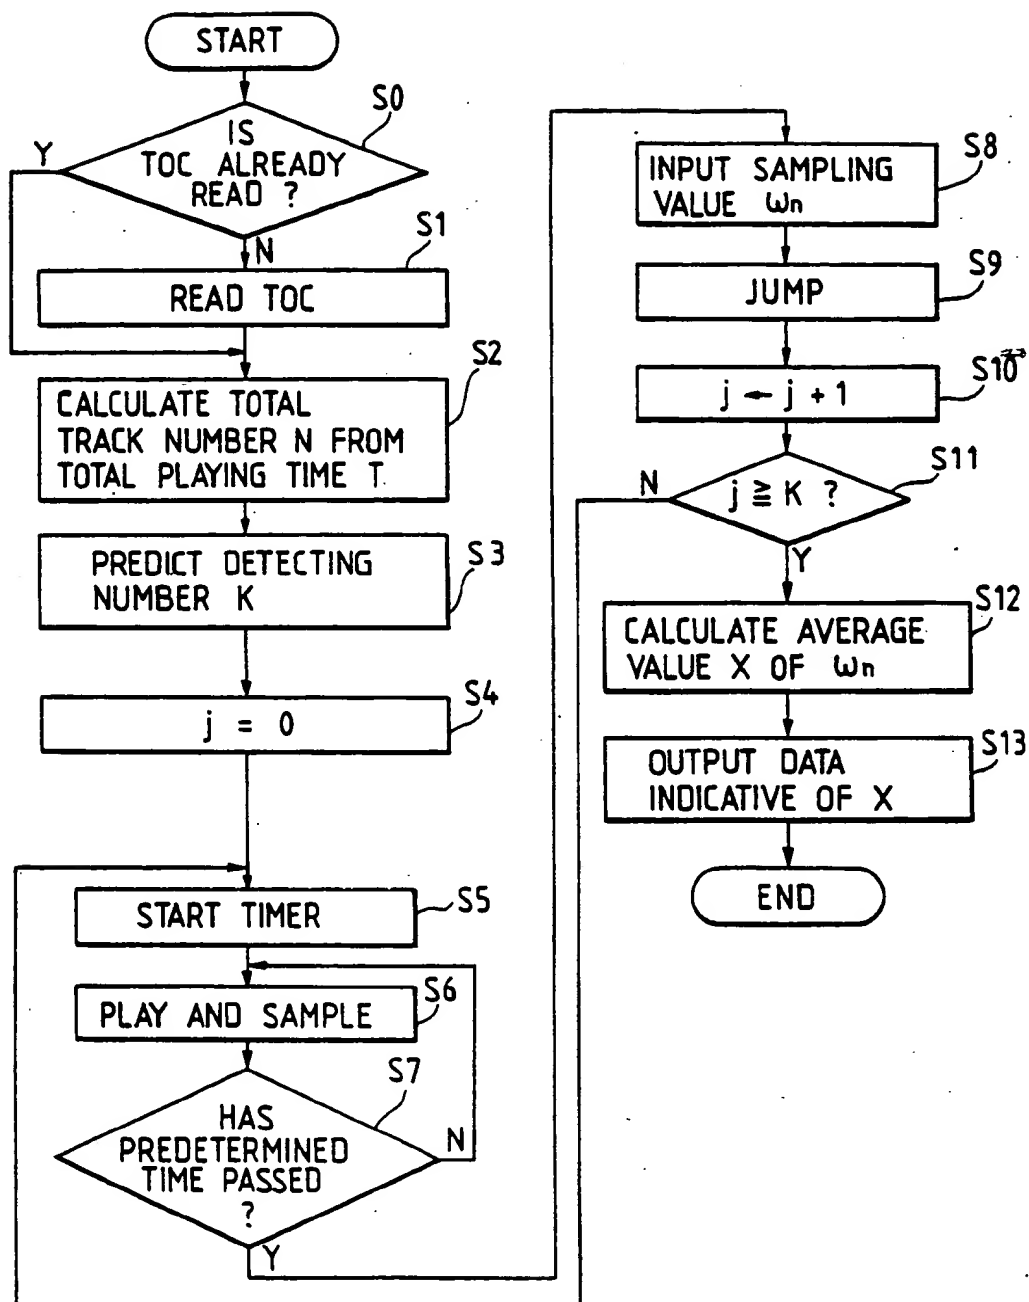 START
S0
IS
TOC ALREADY
READ ?
Y
N
S1
READ TOC
S2
CALCULATE TOTAL
TRACK NUMBER N FROM
TOTAL PLAYING TIME T
S3
PREDICT DETECTING
NUMBER K
S4
j = 0
S5
START TIMER
S6
PLAY AND SAMPLE
S7
HAS
PREDETERMINED
TIME PASSED
?
N
Y
S8
INPUT SAMPLING
VALUE ωn
S9
JUMP
S10
j ← j + 1
S11
j ≧ K ?
N
Y
S12
CALCULATE AVERAGE
VALUE X OF ωn
S13
OUTPUT DATA
INDICATIVE OF X
END